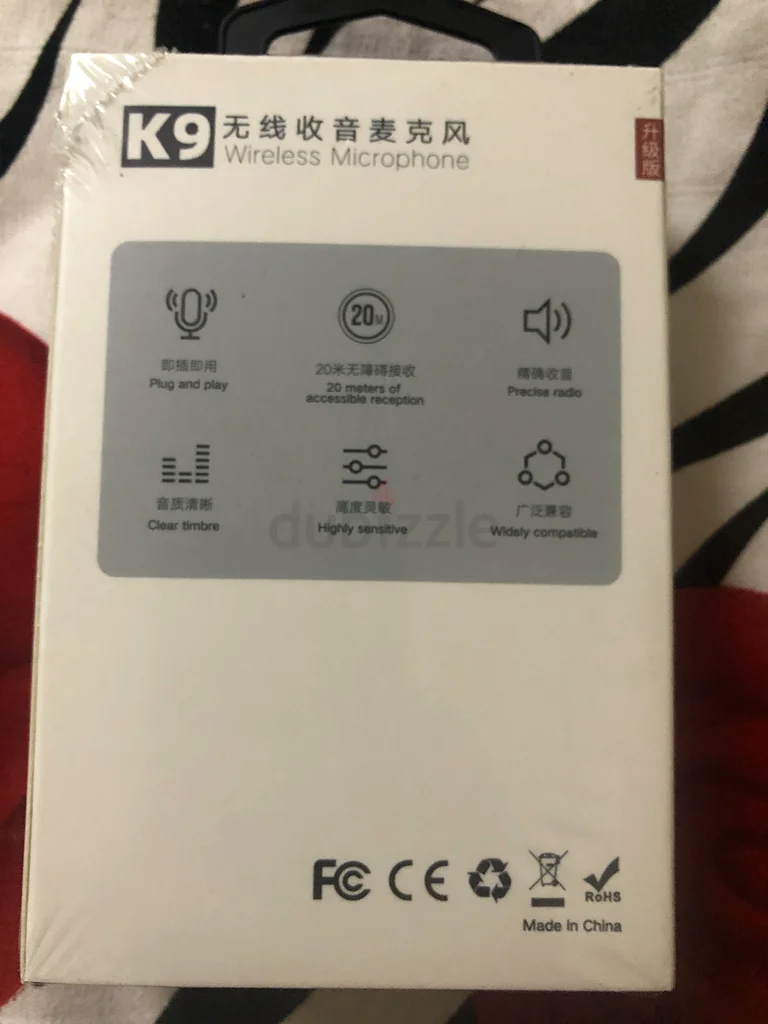 K9 无线收音麦克风
Wireless Microphone
升级版
20M
即插即用
Plug and play
20米无障碍接收
20 meters of
accessible reception
精确收音
Precise radio
音质清晰
Clear timbre
高度灵敏
Highly sensitive
广泛兼容
Widely compatible
dubizzle
FC CE RoHS
Made in China